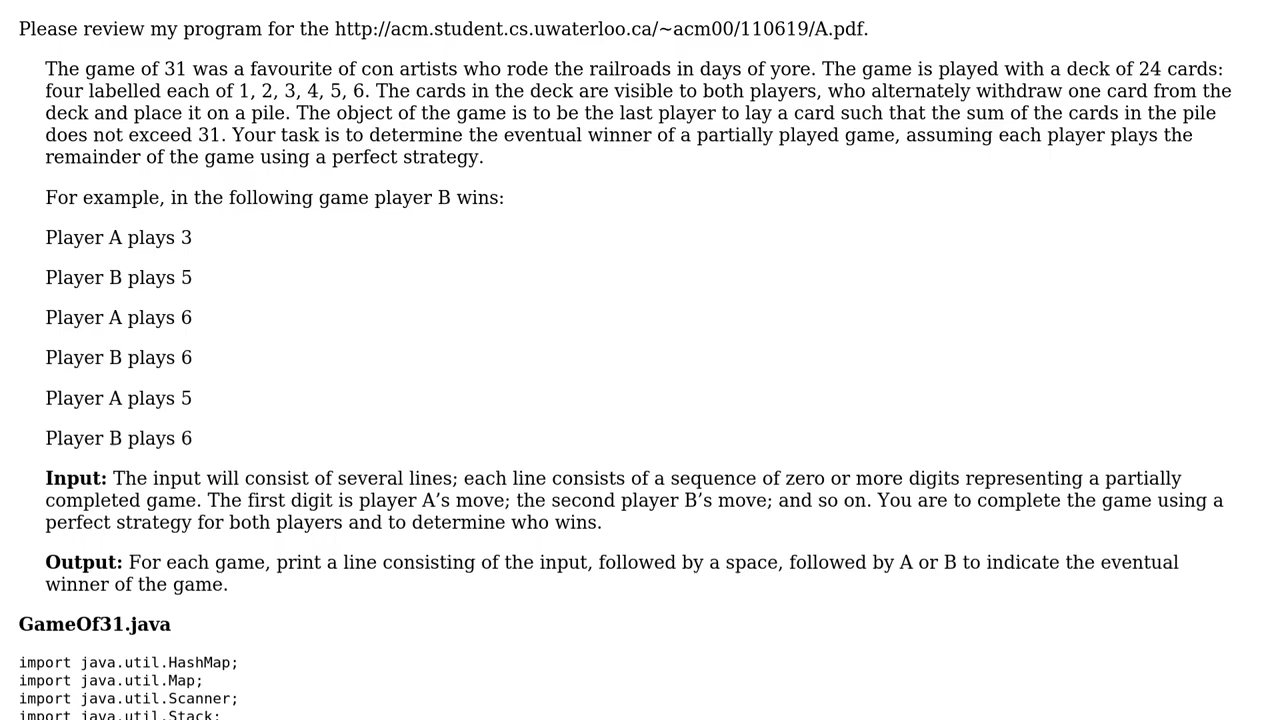 Please review my program for the http://acm.student.cs.uwaterloo.ca/~acm00/110619/A.pdf.
The game of 31 was a favourite of con artists who rode the railroads in days of yore. The game is played with a deck of 24 cards:
four labelled each of 1, 2, 3, 4, 5, 6. The cards in the deck are visible to both players, who alternately withdraw one card from the
deck and place it on a pile. The object of the game is to be the last player to lay a card such that the sum of the cards in the pile
does not exceed 31. Your task is to determine the eventual winner of a partially played game, assuming each player plays the
remainder of the game using a perfect strategy.
For example, in the following game player B wins:
Player A plays 3
Player B plays 5
Player A plays 6
Player B plays 6
Player A plays 5
Player B plays 6
Input: The input will consist of several lines; each line consists of a sequence of zero or more digits representing a partially
completed game. The first digit is player A’s move; the second player B’s move; and so on. You are to complete the game using a
perfect strategy for both players and to determine who wins.
Output: For each game, print a line consisting of the input, followed by a space, followed by A or B to indicate the eventual
winner of the game.
GameOf31.java
import java.util.HashMap;
import java.util.Map;
import java.util.Scanner;
import java.util.Stack;